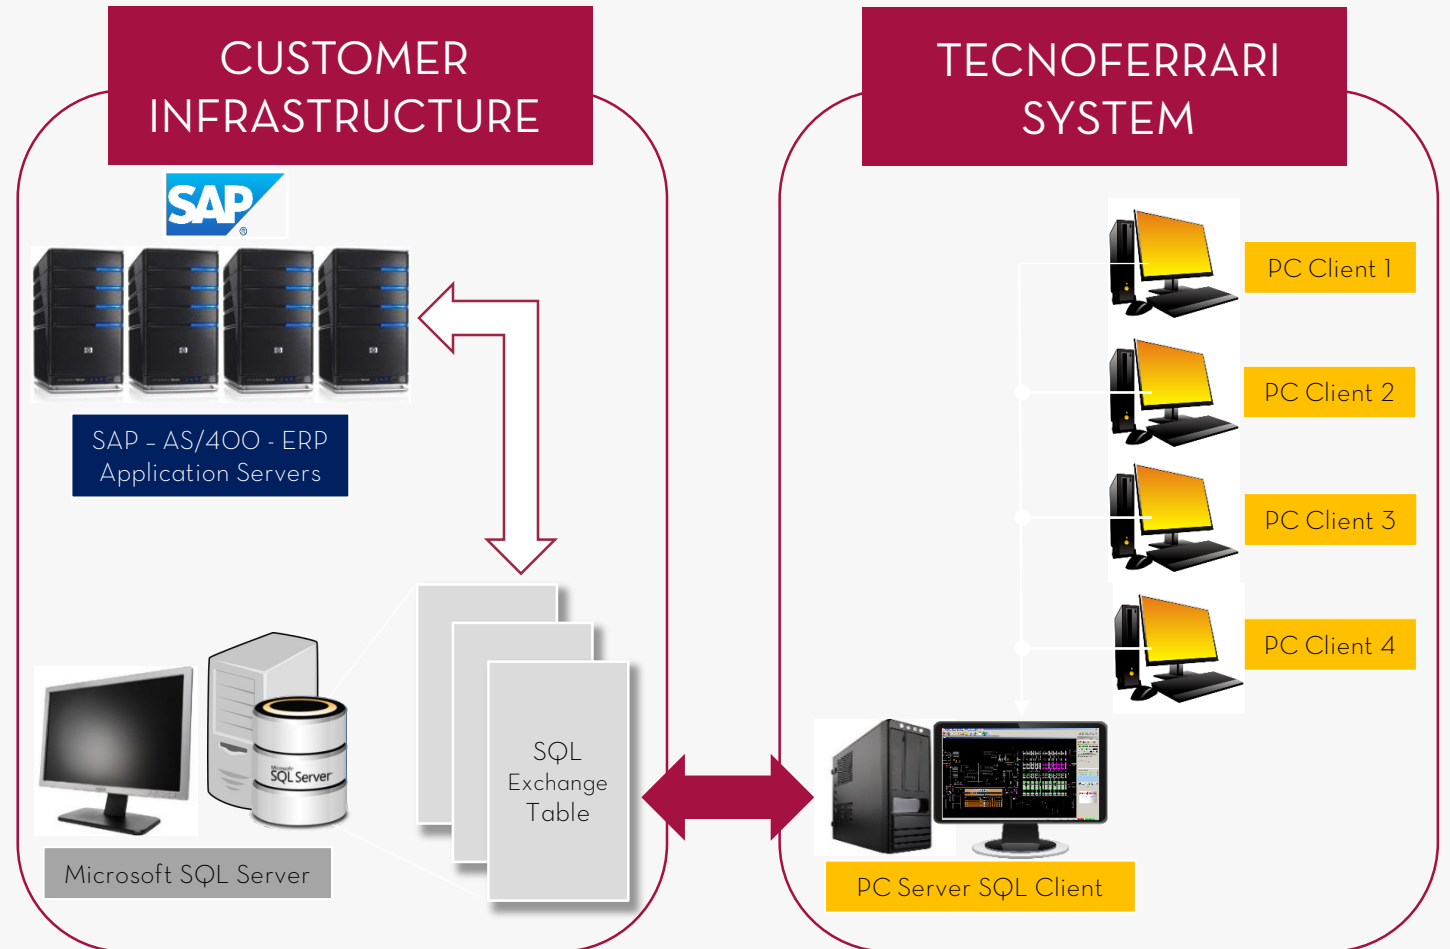 CUSTOMER
INFRASTRUCTURE
TECNOFERRARI
SYSTEM
SAP
®
SAP – AS/400 - ERP
Application Servers
Microsoft
SQL Server
SQL
Exchange
Table
Microsoft SQL Server
PC Client 1
PC Client 2
PC Client 3
PC Client 4
PC Server SQL Client